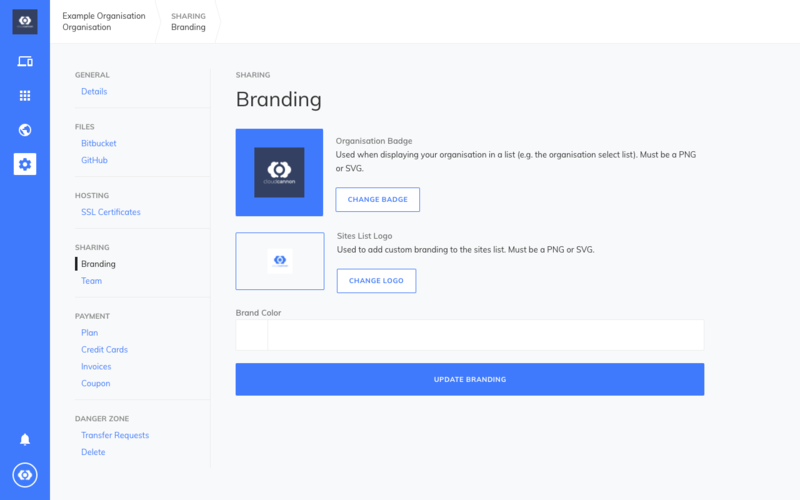 Example Organisation
Organisation
SHARING
Branding
GENERAL
Details
FILES
Bitbucket
GitHub
HOSTING
SSL Certificates
SHARING
Branding
Team
PAYMENT
Plan
Credit Cards
Invoices
Coupon
DANGER ZONE
Transfer Requests
Delete
SHARING
Branding
cloudcannon
Organisation Badge
Used when displaying your organisation in a list (e.g. the organisation select list). Must be a PNG
or SVG.
CHANGE BADGE
Sites List Logo
Used to add custom branding to the sites list. Must be a PNG or SVG.
CHANGE LOGO
Brand Color
UPDATE BRANDING